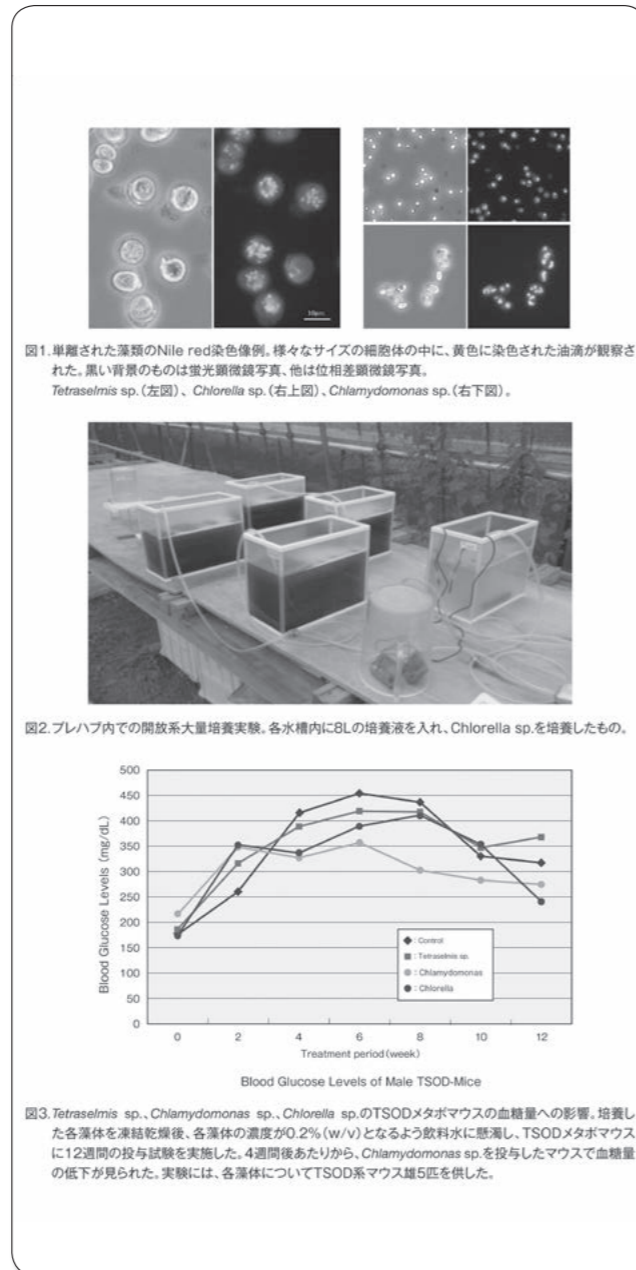 10μm
図1.単離された藻類のNile red染色像例。様々なサイズの細胞体の中に、黄色に染色された油滴が観察さ
れた。黒い背景のものは蛍光顕微鏡写真、他は位相差顕微鏡写真。
Tetraselmis sp.(左図)、Chlorella sp.(右上図)、Chlamydomonas sp.(右下図)。
図2.プレハブ内での開放系大量培養実験。各水槽内に8Lの培養液を入れ、Chlorella sp.を培養したもの。
500
450
400
350
300
250
200
150
100
50
0
Blood Glucose Levels (mg/dL)
:Control
:Tetraselmis sp.
:Chlamydomonas
:Chlorella
0 2 4 6 8 10 12
Treatment period(week)
Blood Glucose Levels of Male TSOD-Mice
図3.Tetraselmis sp.、Chlamydomonas sp.、Chlorella sp.のTSODメタボマウスの血糖量への影響。培養し
た各藻体を凍結乾燥後、各藻体の濃度が0.2%(w/v)となるよう飲料水に懸濁し、TSODメタボマウス
に12週間の投与試験を実施した。4週間後あたりから、Chlamydomonas sp.を投与したマウスで血糖量
の低下が見られた。実験には、各藻体についてTSOD系マウス雄5匹を供した。